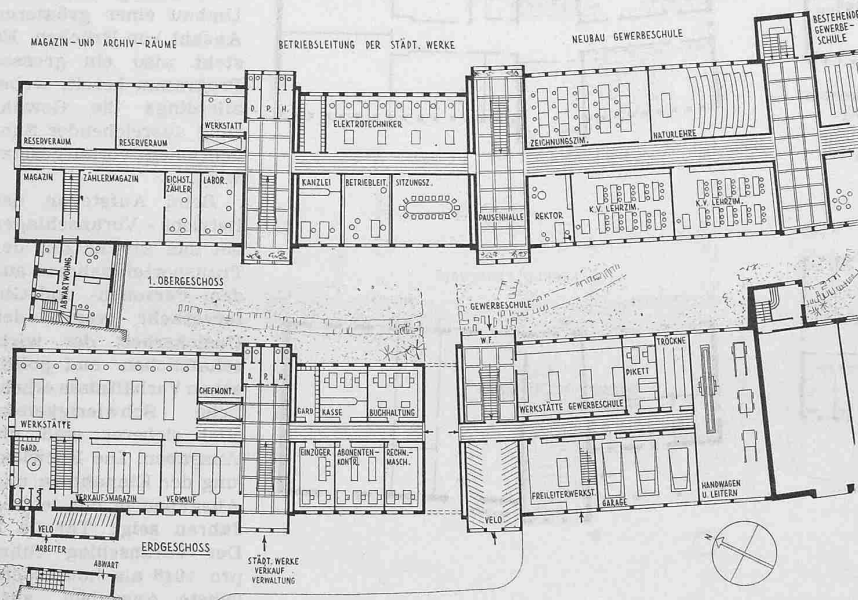 MAGAZIN-UND ARCHIV-RÄUME
BETRIEBSLEITUNG DER STÄDT. WERKE
NEUBAU GEWERBESCHULE
BESTEHENDE
GEWERBE-
SCHULE
RESERVERAUM
RESERVERAUM
WERKSTATT
D. P. H.
ELEKTROTECHNIKER
ZEICHNUNGSZIM.
NATURLEHRE
MAGAZIN
ZÄHLERMAGAZIN
EICHST.
ZÄHLER
LABOR.
KANZLEI
BETRIEBLEIT.
SITZUNGSZ.
PAUSENHALLE
REKTOR
K.V. LEHRZIM.
K.V. LEHRZIM.
ABWARTWOHNG.
1. OBERGESCHOSS
GEWERBESCHULE
W.F.
WERKSTÄTTE
CHEFMONT.
D. P. H.
GARD
KASSE
BUCHHALTUNG
WERKSTÄTTE GEWERBESCHULE
PIKETT
TRÖCKNE
GARD.
VERKAUFSMAGAZIN
VERKAUF
EINZÜGER
ABONENTEN-
KONTR.
RECHN.-
MASCH.
VELO
FREILEITERWERKST.
GARAGE
HANDWAGEN
U. LEITERN
VELO
ARBEITER
ERDGESCHOSS
ABWART
STÄDT. WERKE
VERKAUF
VERWALTUNG
N